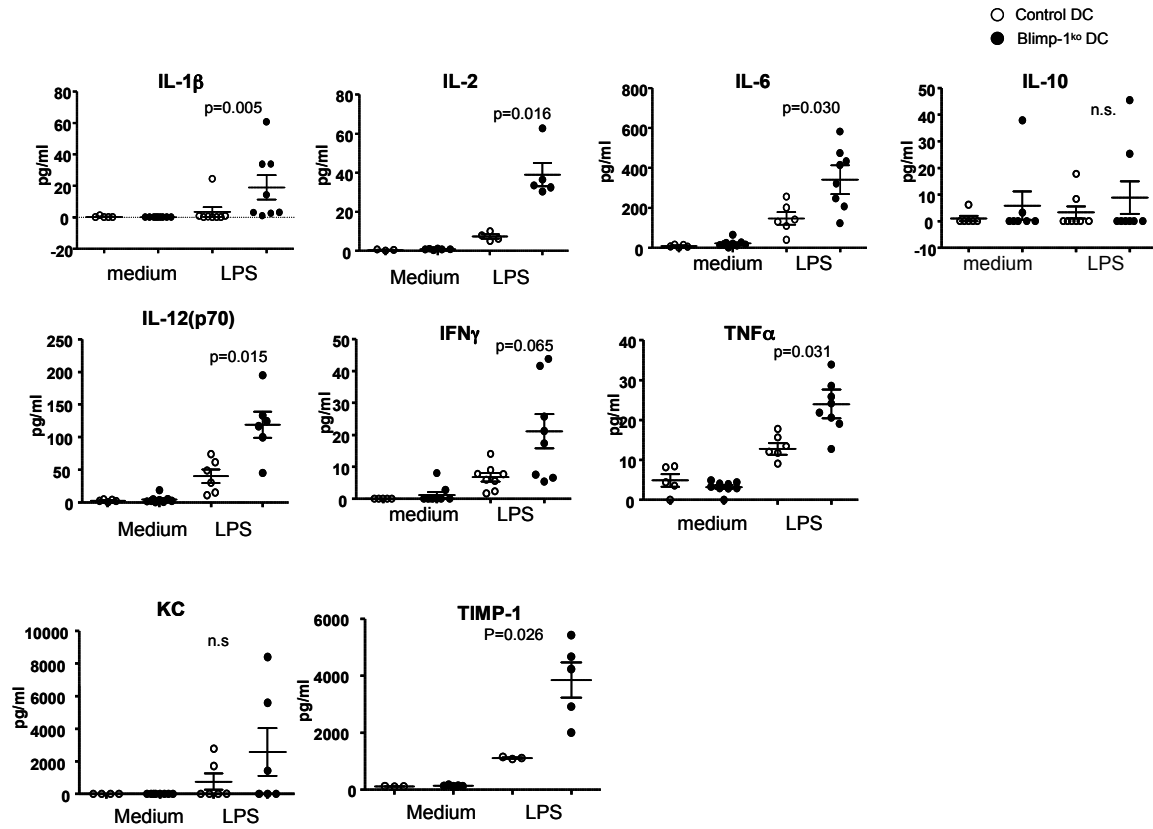 Control DC
Blimp-1ᵏᵒ DC
IL-1β
80
60
40
20
0
-20
pg/ml
p=0.005
medium
LPS
IL-2
80
60
40
20
0
pg/ml
p=0.016
Medium
LPS
IL-6
800
600
400
200
0
pg/ml
p=0.030
medium
LPS
IL-10
50
40
30
20
10
0
-10
pg/ml
n.s.
medium
LPS
IL-12(p70)
250
200
150
100
50
0
pg/ml
p=0.015
Medium
LPS
IFNγ
50
40
30
20
10
0
pg/ml
p=0.065
medium
LPS
TNFα
40
30
20
10
0
pg/ml
p=0.031
medium
LPS
KC
10000
8000
6000
4000
2000
0
pg/ml
n.s
Medium
LPS
TIMP-1
6000
4000
2000
0
pg/ml
P=0.026
Medium
LPS